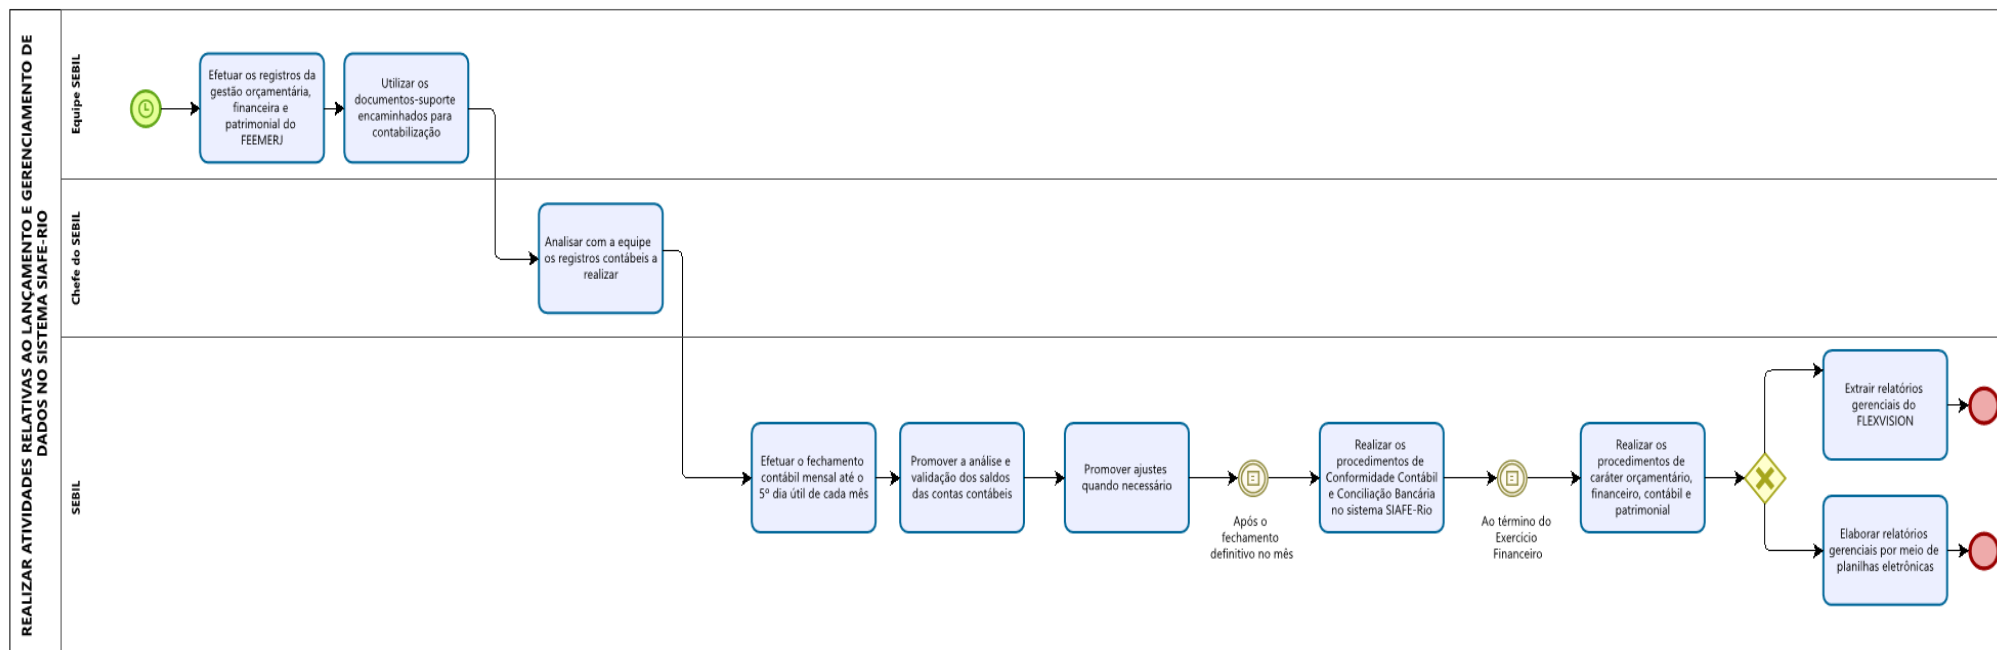 REALIZAR ATIVIDADES RELATIVAS AO LANÇAMENTO E GERENCIAMENTO DE
DADOS NO SISTEMA SIAFE-RIO
Equipe SEBIL
Efetuar os registros da
gestão orçamentária,
financeira e
patrimonial do
FEEMERJ
Utilizar os
documentos-suporte
encaminhados para
contabilização
Chefe do SEBIL
Analisar com a equipe
os registros contábeis a
realizar
SEBIL
Efetuar o fechamento
contábil mensal até o
5º dia útil de cada mês
Promover a análise e
validação dos saldos
das contas contábeis
Promover ajustes
quando necessário
Após o
fechamento
definitivo no mês
Realizar os
procedimentos de
Conformidade Contábil
e Conciliação Bancária
no sistema SIAFE-Rio
Ao término do
Exercício
Financeiro
Realizar os
procedimentos de
caráter orçamentário,
financeiro, contábil e
patrimonial
Extrair relatórios
gerenciais do
FLEXVISION
Elaborar relatórios
gerenciais por meio de
planilhas eletrônicas